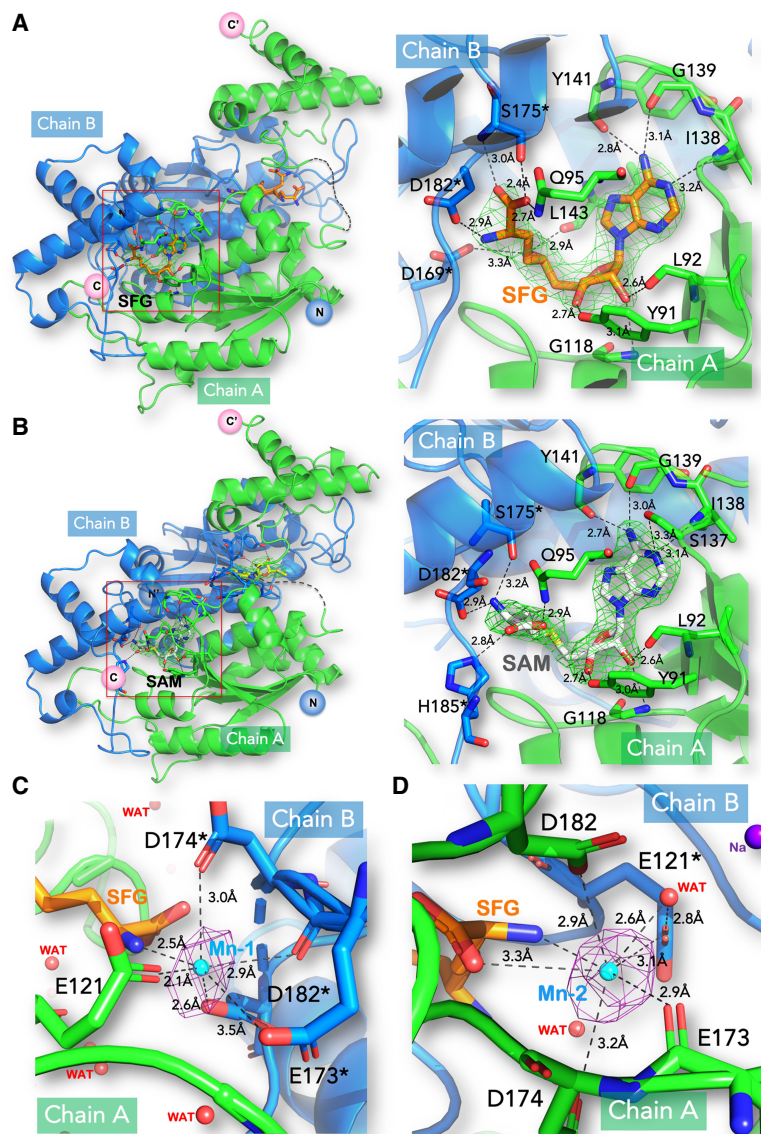 A
C'
Chain B
N'
C
SFG
N
Chain A
Chain B
Y141
G139
S175*
3.1Å
2.8Å
I138
3.0Å
Q95
D182*
2.4Å
3.2Å
2.7Å
L143
2.9Å
2.9Å
L92
D169*
3.3Å
2.6Å
SFG
2.7Å
Y91
3.1Å
G118
Chain A
B
C'
Chain B
N'
C
SAM
N
Chain A
Chain B
Y141
G139
S175*
3.0Å
I138
2.7Å
3.3Å
S137
Q95
3.1Å
D182*
3.2Å
2.9Å
2.9Å
L92
2.8Å
SAM
2.6Å
2.7Å
Y91
3.0Å
H185*
G118
Chain A
C
WAT
Chain B
D174*
SFG
3.0Å
2.5Å
Mn-1
WAT
2.9Å
E121
2.1Å
D182*
2.6Å
3.5Å
E173*
WAT
Chain A
WAT
D
Chain B
D182
Na
E121*
SFG
WAT
2.9Å
2.6Å
2.8Å
3.3Å
3.1Å
Mn-2
2.9Å
WAT
3.2Å
E173
D174
Chain A